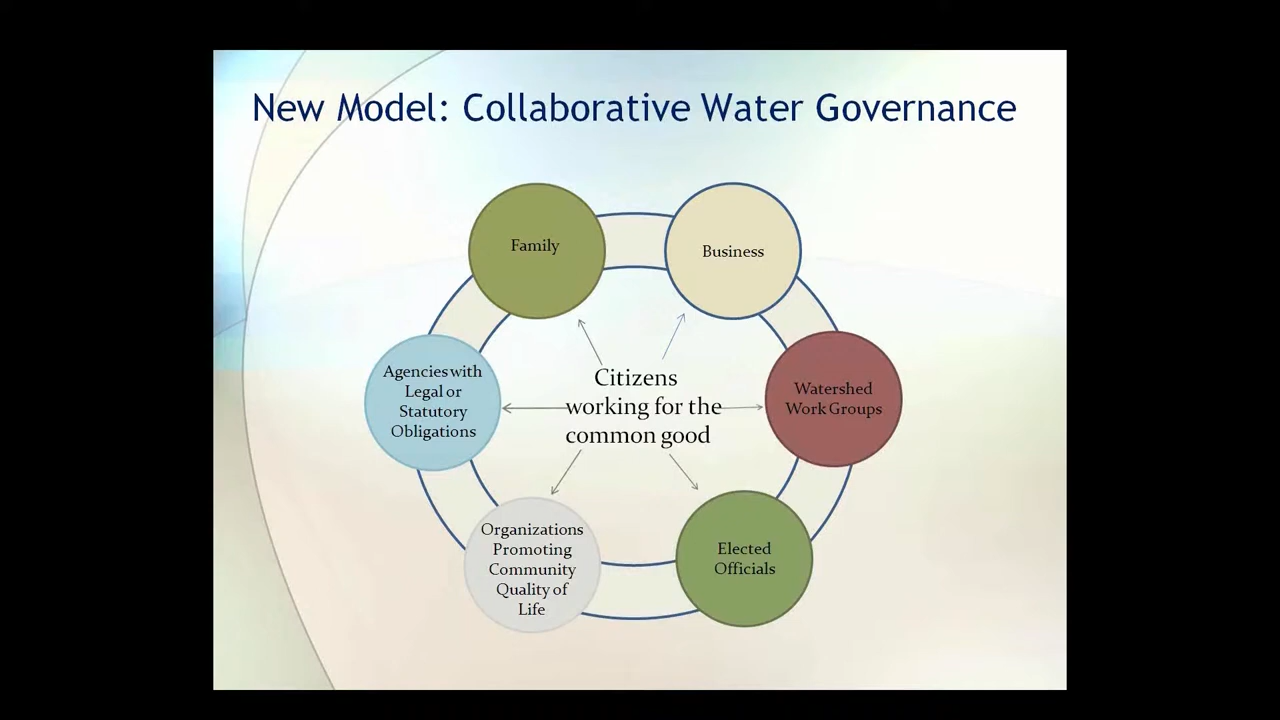 New Model: Collaborative Water Governance
Family
Business
Agencies with
Legal or
Statutory
Obligations
Citizens
working for the
common good
Watershed
Work Groups
Organizations
Promoting
Community
Quality of
Life
Elected
Officials